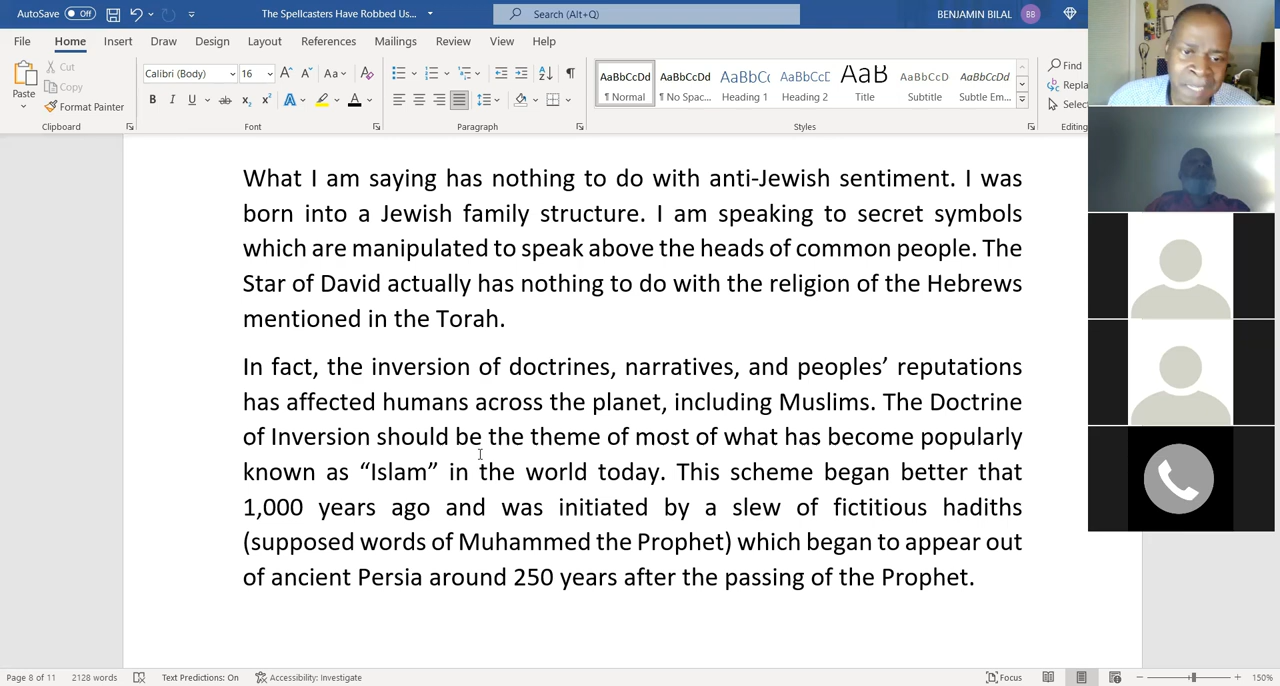 AutoSave Off The Spellcasters Have Robbed Us... Search (Alt+Q) BENJAMIN BILAL BB
File Home Insert Draw Design Layout References Mailings Review View Help
Paste Cut Copy Format Painter
Calibri (Body) 16
AaBbCcDd AaBbCcDd AaBbCc AaBbCcD AaB AaBbCcD AaBbCcDd
¶ Normal ¶ No Spac... Heading 1 Heading 2 Title Subtitle Subtle Em...
Find
Repla
Selec
Clipboard Font Paragraph Styles Editing
What I am saying has nothing to do with anti-Jewish sentiment. I was
born into a Jewish family structure. I am speaking to secret symbols
which are manipulated to speak above the heads of common people. The
Star of David actually has nothing to do with the religion of the Hebrews
mentioned in the Torah.
In fact, the inversion of doctrines, narratives, and peoples’ reputations
has affected humans across the planet, including Muslims. The Doctrine
of Inversion should be the theme of most of what has become popularly
known as “Islam” in the world today. This scheme began better that
1,000 years ago and was initiated by a slew of fictitious hadiths
(supposed words of Muhammed the Prophet) which began to appear out
of ancient Persia around 250 years after the passing of the Prophet.
Page 8 of 11 2128 words Text Predictions: On Accessibility: Investigate Focus 150%